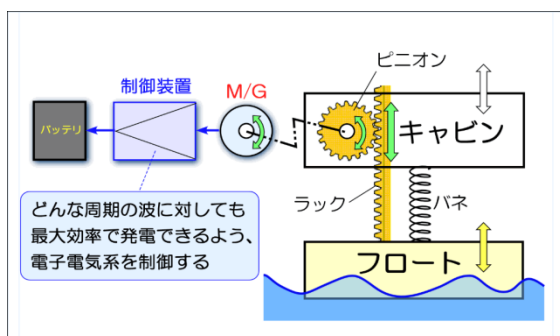 ピニオン
制御装置
M/G
バッテリ
キャビン
ラック
バネ
どんな周期の波に対しても
最大効率で発電できるよう、
電子電気系を制御する
フロート